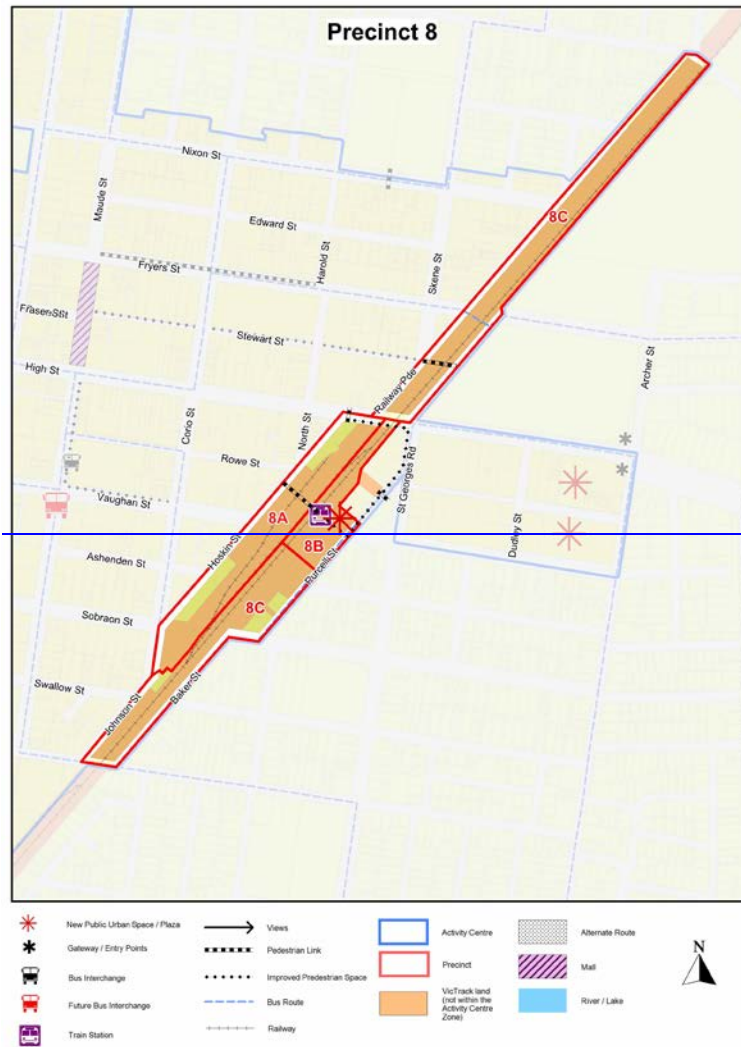 Precinct 8
Nixon St
Maude St
Edward St
Harold St
8C
Fryers St
Skene St
FraserStSt
Stewart St
High St
Railway Pde
Archer St
Corio St
North St
Rowe St
St Georges Rd
Vaughan St
8A
Dudley St
Hoskin St
8B
Ashenden St
Purcell St
8C
Sobraon St
Swallow St
Johnson St
Baker St
New Public Urban Space / Plaza
Gateway / Entry Points
Bus Interchange
Future Bus Interchange
Train Station
Views
Pedestrian Link
Improved Predestrian Space
Bus Route
Railway
Activity Centre
Precinct
VicTrack land
(not within the
Activity Centre
Zone)
Alternate Route
Mall
River / Lake
N